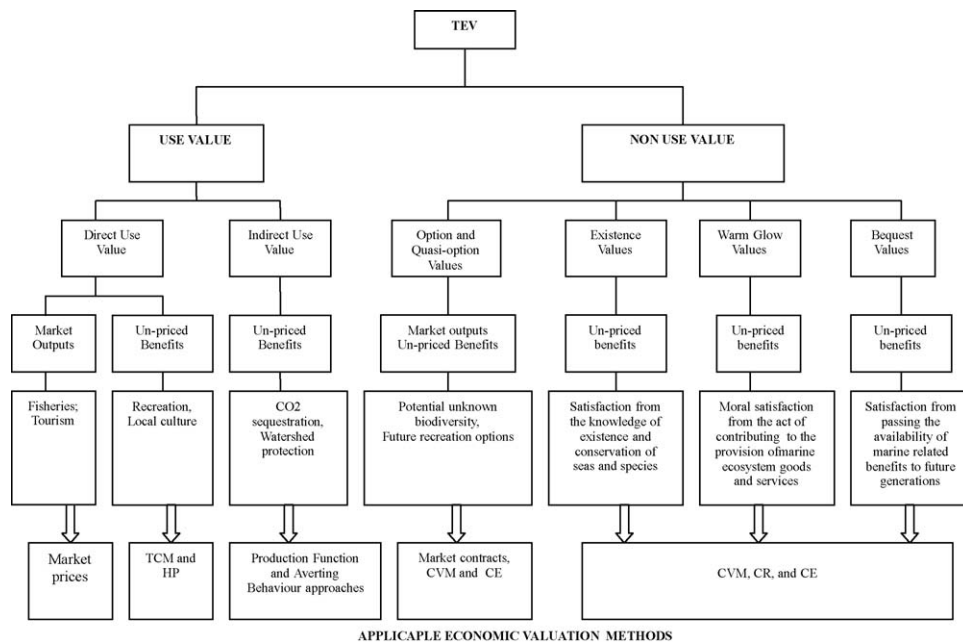 TEV
USE VALUE
NON USE VALUE
Direct Use
Value
Indirect Use
Value
Option and
Quasi-option
Values
Existence
Values
Warm Glow
Values
Bequest
Values
Market
Outputs
Un-priced
Benefits
Un-priced
Benefits
Market outputs
Un-priced Benefits
Un-priced
benefits
Un-priced
benefits
Un-priced
benefits
Fisheries;
Tourism
Recreation,
Local culture
CO2
sequestration,
Watershed
protection
Potential unknown
biodiversity,
Future recreation options
Satisfaction from
the knowledge of
existence and
conservation of
seas and species
Moral satisfaction
from the act of
contributing to the
provision ofmarine
ecosystem goods
and services
Satisfaction from
passing the
availability of
marine related
benefits to future
generations
Market
prices
TCM and
HP
Production Function
and Averting
Behaviour approaches
Market contracts,
CVM and CE
CVM, CR, and CE
APPLICAPLE ECONOMIC VALUATION METHODS